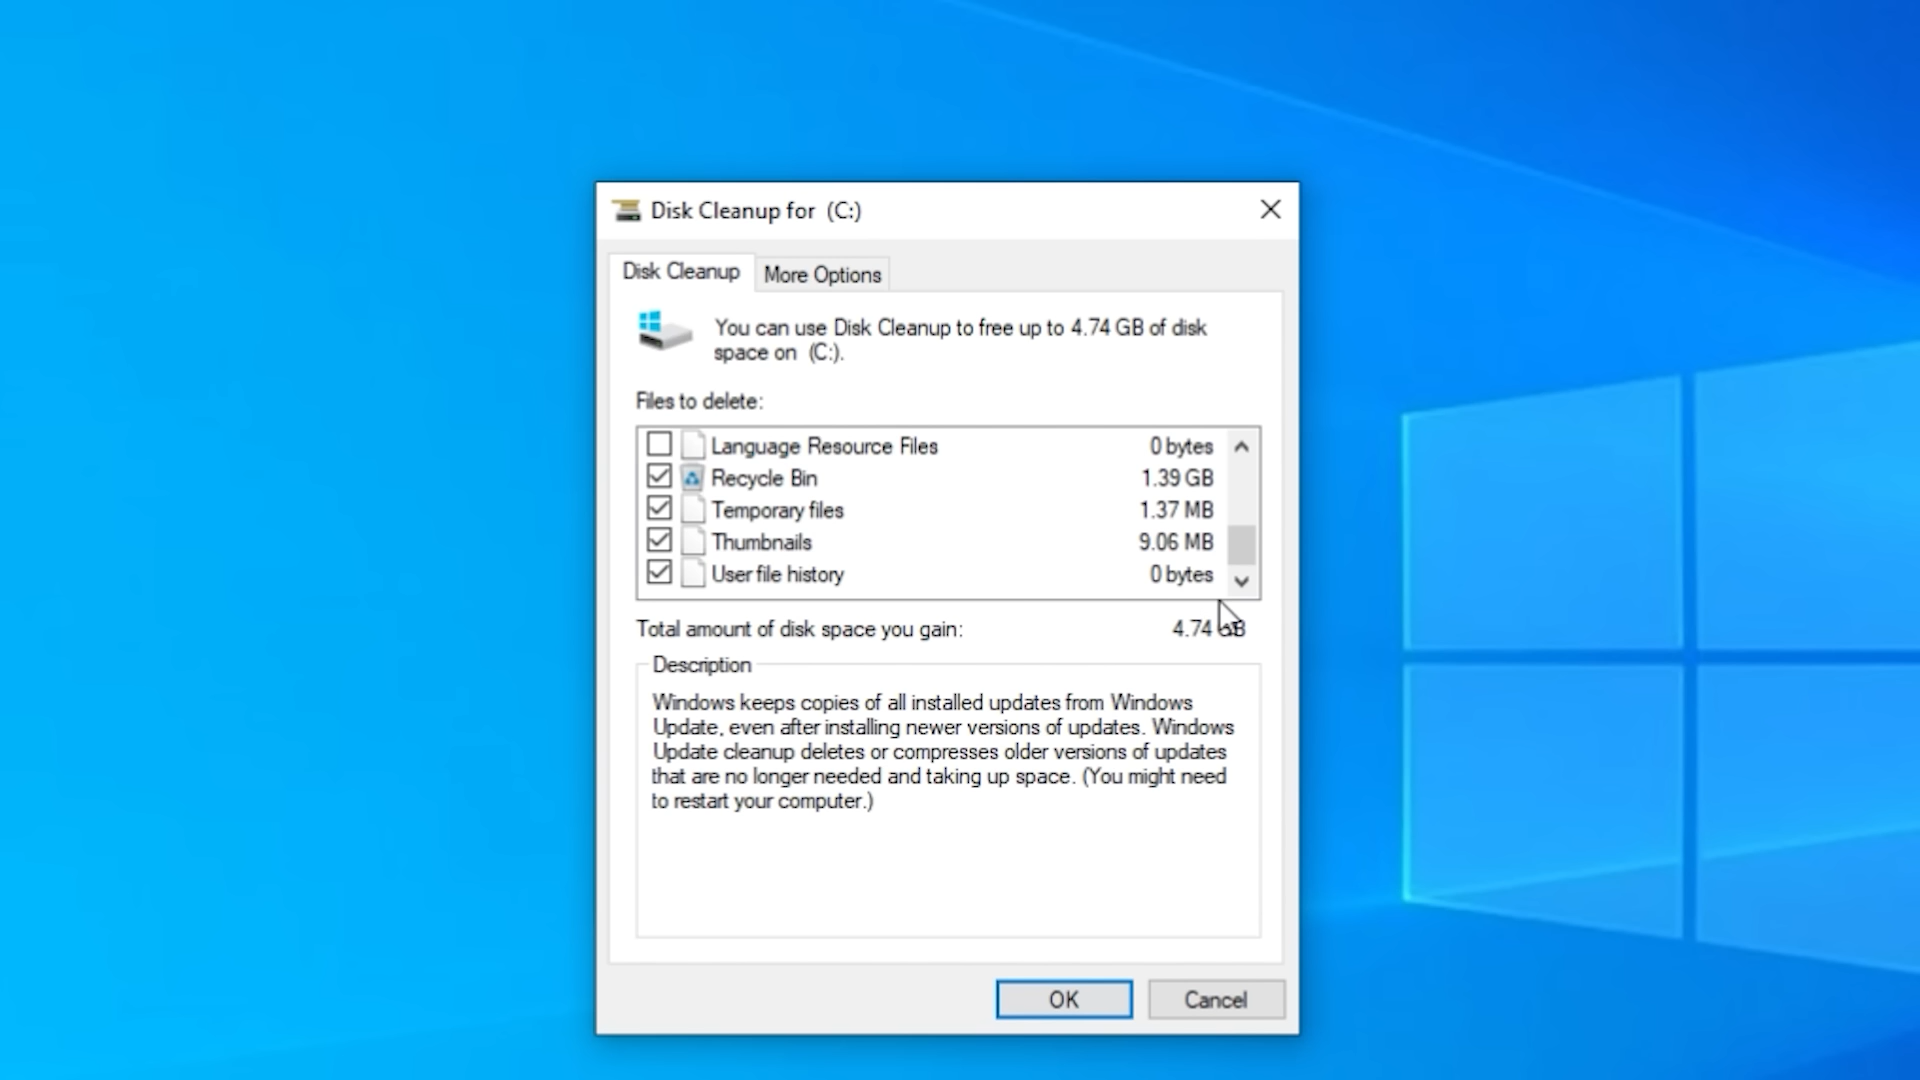 Disk Cleanup for (C:)
Disk Cleanup
More Options
You can use Disk Cleanup to free up to 4.74 GB of disk
space on (C:).
Files to delete:
Language Resource Files 0 bytes
Recycle Bin 1.39 GB
Temporary files 1.37 MB
Thumbnails 9.06 MB
User file history 0 bytes
Total amount of disk space you gain: 4.74 GB
Description
Windows keeps copies of all installed updates from Windows
Update, even after installing newer versions of updates. Windows
Update cleanup deletes or compresses older versions of updates
that are no longer needed and taking up space. (You might need
to restart your computer.)
OK
Cancel